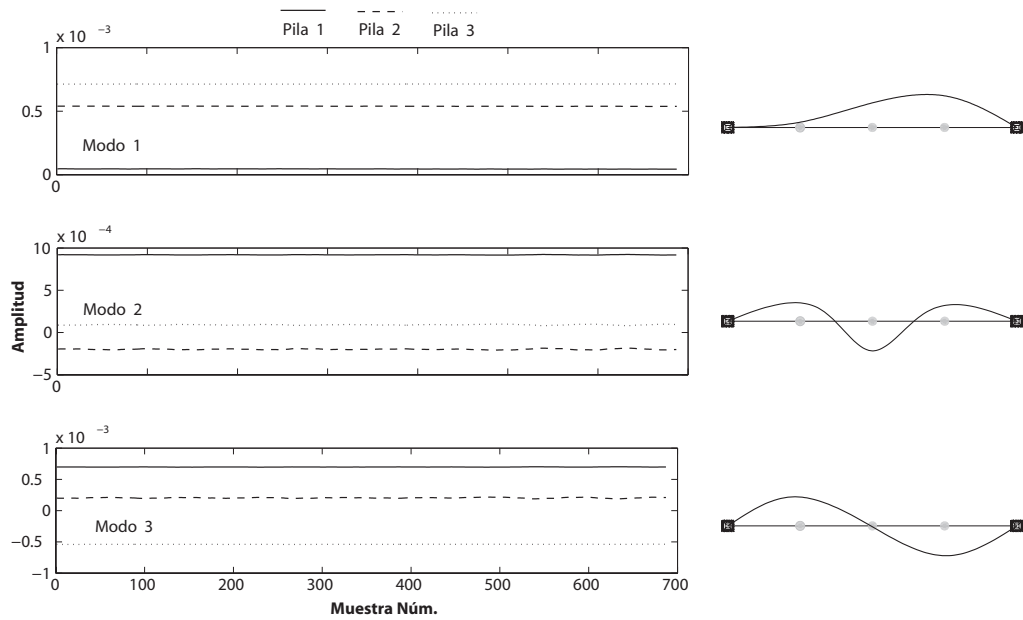 Pila 1 Pila 2 Pila 3
x 10 −3
1
0.5
0
Modo 1
0
x 10 −4
10
5
0
−5
Modo 2
0
Amplitud
x 10 −3
1
0.5
0
−0.5
−1
Modo 3
0 100 200 300 400 500 600 700
Muestra Núm.